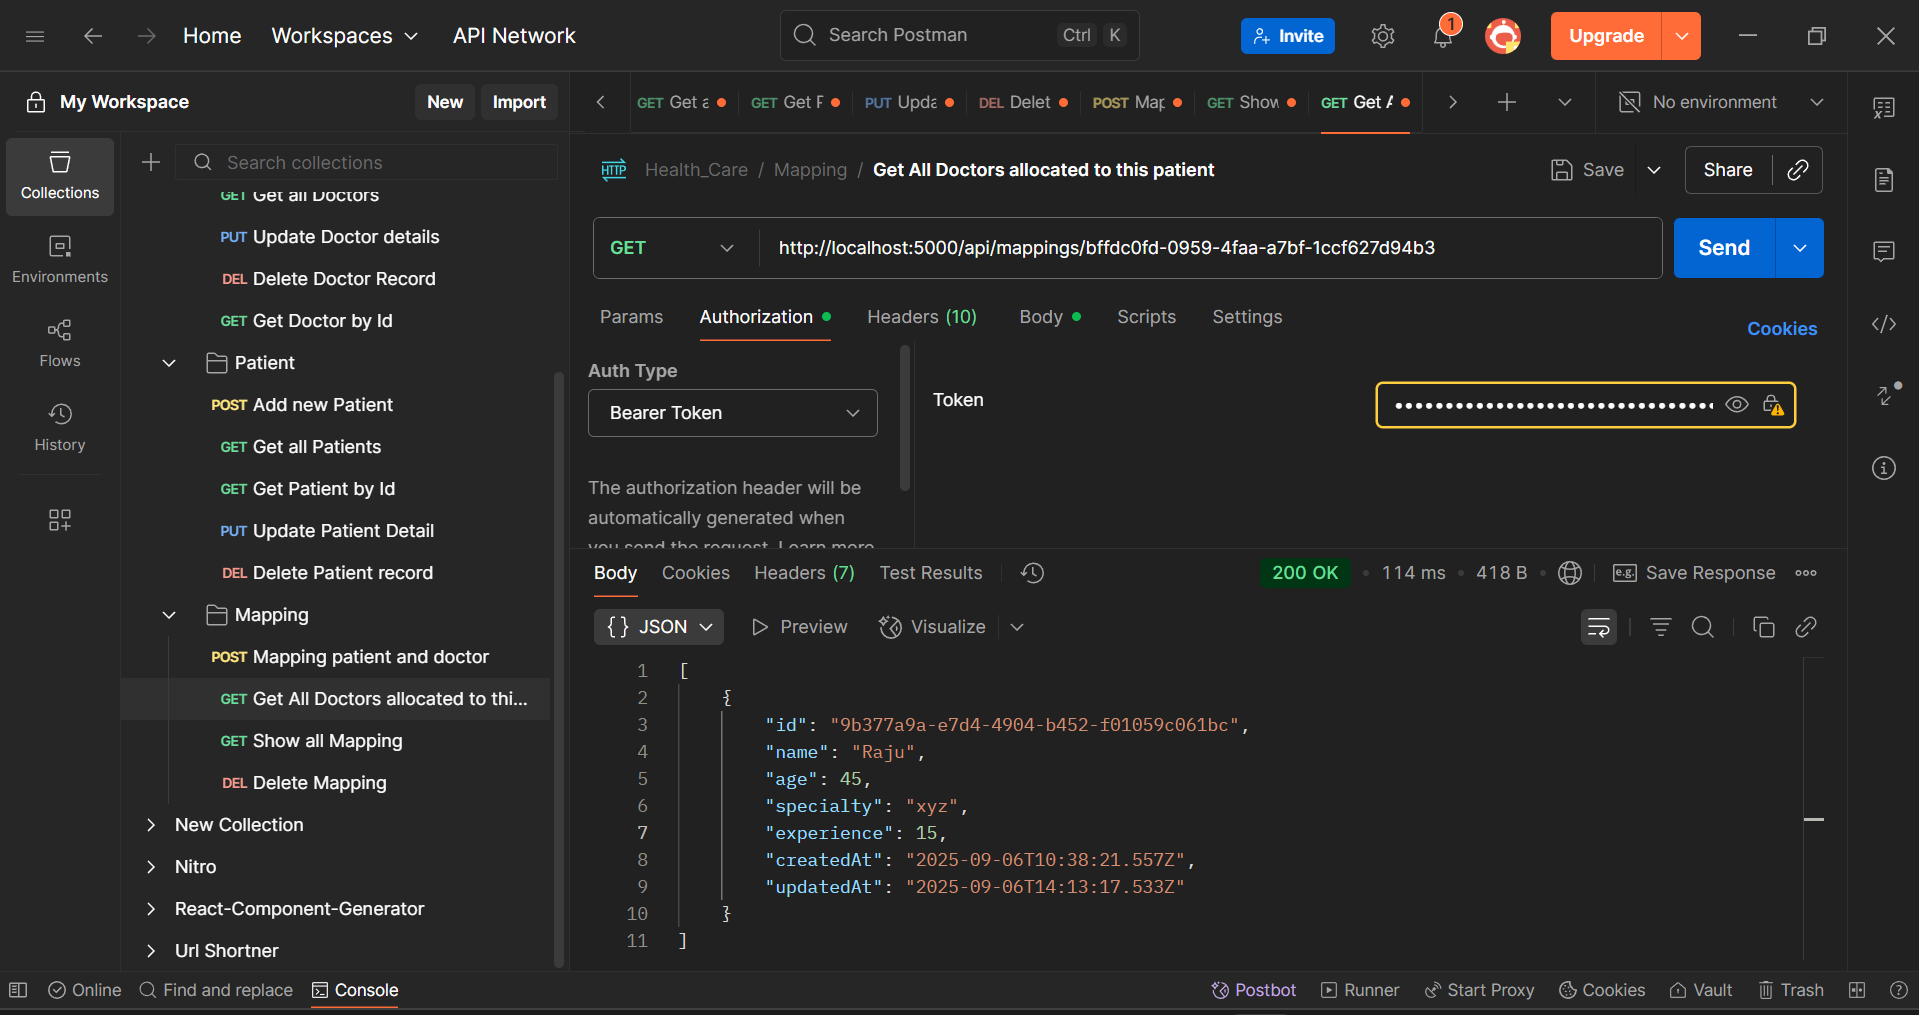 Home
Workspaces
API Network
Search Postman
Ctrl K
Invite
1
Upgrade
My Workspace
New
Import
GET Get a
GET Get P
PUT Upda
DEL Delet
POST Map
GET Show
GET Get A
No environment
Collections
Environments
Flows
History
Search collections
GET Get all Doctors
PUT Update Doctor details
DEL Delete Doctor Record
GET Get Doctor by Id
Patient
POST Add new Patient
GET Get all Patients
GET Get Patient by Id
PUT Update Patient Detail
DEL Delete Patient record
Mapping
POST Mapping patient and doctor
GET Get All Doctors allocated to thi...
GET Show all Mapping
DEL Delete Mapping
New Collection
Nitro
React-Component-Generator
Url Shortner
HTTP
Health_Care / Mapping / Get All Doctors allocated to this patient
Save
Share
GET
http://localhost:5000/api/mappings/bffdc0fd-0959-4faa-a7bf-1ccf627d94b3
Send
Params
Authorization
Headers (10)
Body
Scripts
Settings
Cookies
Auth Type
Bearer Token
The authorization header will be
automatically generated when
you send the request. Learn more
Token
••••••••••••••••••••••••••••••••
Body
Cookies
Headers (7)
Test Results
200 OK • 114 ms • 418 B •
e.g. Save Response
{} JSON
Preview
Visualize
1 [
2 {
3 "id": "9b377a9a-e7d4-4904-b452-f01059c061bc",
4 "name": "Raju",
5 "age": 45,
6 "specialty": "xyz",
7 "experience": 15,
8 "createdAt": "2025-09-06T10:38:21.557Z",
9 "updatedAt": "2025-09-06T14:13:17.533Z"
10 }
11 ]
Online
Find and replace
Console
Postbot
Runner
Start Proxy
Cookies
Vault
Trash